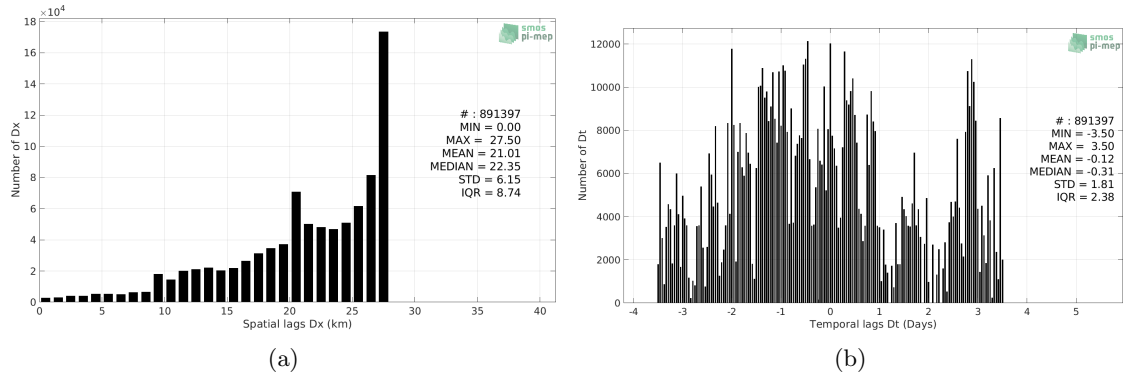 ×10⁴
18
16
14
12
10
8
6
4
2
0
0 5 10 15 20 25 30 35 40
Number of Dx
Spatial lags Dx (km)
smos
pi-mep
# : 891397
MIN = 0.00
MAX = 27.50
MEAN = 21.01
MEDIAN = 22.35
STD = 6.15
IQR = 8.74
(a)
12000
10000
8000
6000
4000
2000
0
-4 -3 -2 -1 0 1 2 3 4 5
Number of Dt
Temporal lags Dt (Days)
smos
pi-mep
# : 891397
MIN = -3.50
MAX = 3.50
MEAN = -0.12
MEDIAN = -0.31
STD = 1.81
IQR = 2.38
(b)